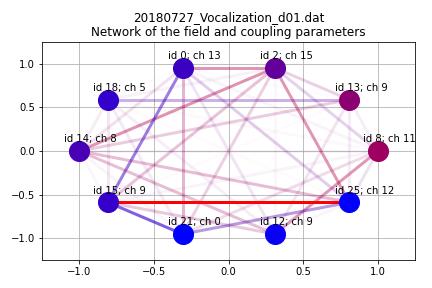 20180727_Vocalization_d01.dat
Network of the field and coupling parameters
id 0; ch 13
id 2; ch 15
id 18; ch 5
id 13; ch 9
id 14; ch 8
id 8; ch 11
id 15; ch 9
id 25; ch 12
id 21; ch 0
id 12; ch 9
1.0
0.5
0.0
−0.5
−1.0
−1.0
−0.5
0.0
0.5
1.0